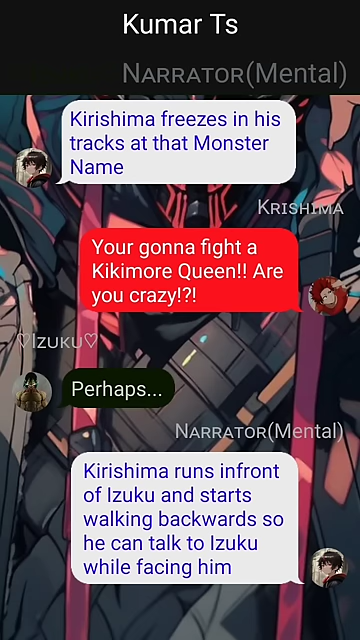 Kumar Ts
Narrator(Mental)
Kirishima freezes in his
tracks at that Monster
Name
Krishima
Your gonna fight a
Kikimore Queen!! Are
you crazy!?!
♡Izuku♡
Perhaps...
Narrator(Mental)
Kirishima runs infront
of Izuku and starts
walking backwards so
he can talk to Izuku
while facing him